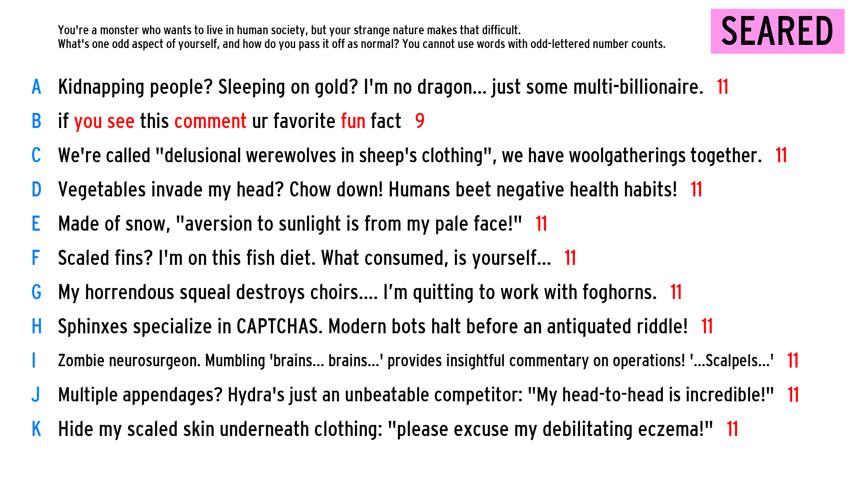 You're a monster who wants to live in human society, but your strange nature makes that difficult.
What's one odd aspect of yourself, and how do you pass it off as normal? You cannot use words with odd-lettered number counts.
SEARED
A Kidnapping people? Sleeping on gold? I'm no dragon... just some multi-billionaire. 11
B if you see this comment ur favorite fun fact 9
C We're called "delusional werewolves in sheep's clothing", we have woolgatherings together. 11
D Vegetables invade my head? Chow down! Humans beet negative health habits! 11
E Made of snow, "aversion to sunlight is from my pale face!" 11
F Scaled fins? I'm on this fish diet. What consumed, is yourself... 11
G My horrendous squeal destroys choirs.... I’m quitting to work with foghorns. 11
H Sphinxes specialize in CAPTCHAS. Modern bots halt before an antiquated riddle! 11
I Zombie neurosurgeon. Mumbling 'brains... brains...' provides insightful commentary on operations! '...Scalpels...' 11
J Multiple appendages? Hydra's just an unbeatable competitor: "My head-to-head is incredible!" 11
K Hide my scaled skin underneath clothing: "please excuse my debilitating eczema!" 11